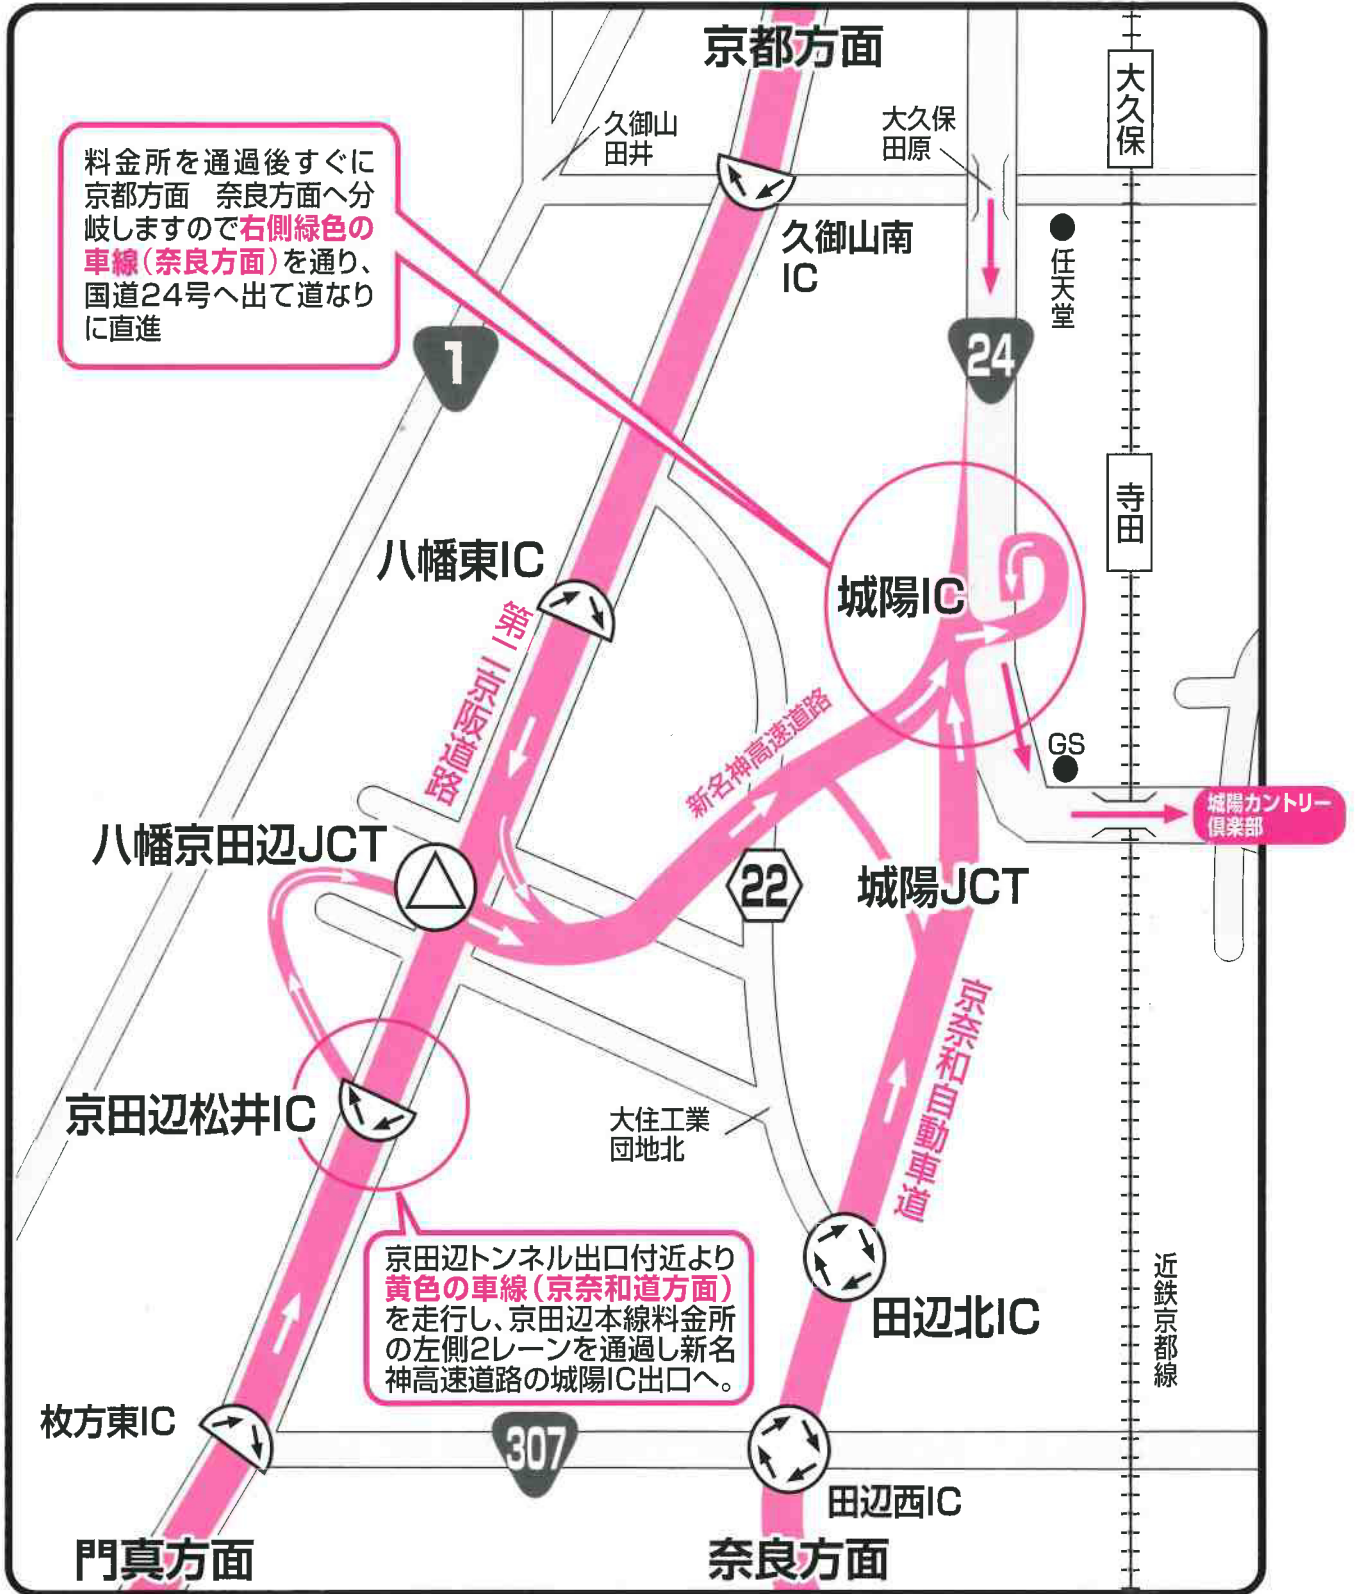 京都方面
大久保
久御山
田井
大久保
田原
料金所を通過後すぐに
京都方面　奈良方面へ分
岐しますので右側緑色の
車線(奈良方面)を通り、
国道24号へ出て道なり
に直進
久御山南
IC
任天堂
1
24
寺田
八幡東IC
城陽IC
第二京阪道路
新名神高速道路
GS
城陽カントリー
倶楽部
八幡京田辺JCT
22
城陽JCT
京奈和自動車道
京田辺松井IC
大住工業
団地北
京田辺トンネル出口付近より
黄色の車線(京奈和道方面)
を走行し、京田辺本線料金所
の左側2レーンを通過し新名
神高速道路の城陽IC出口へ。
田辺北IC
近鉄京都線
枚方東IC
307
田辺西IC
門真方面
奈良方面